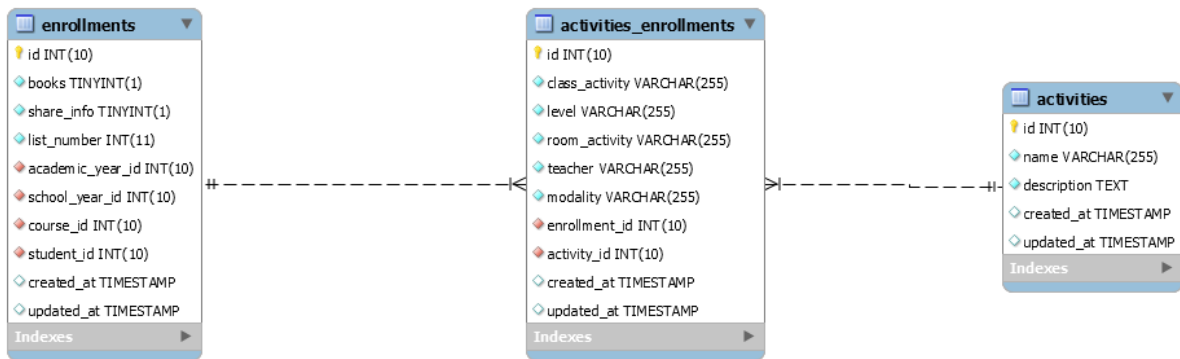 enrollments
id INT(10)
books TINYINT(1)
share_info TINYINT(1)
list_number INT(11)
academic_year_id INT(10)
school_year_id INT(10)
course_id INT(10)
student_id INT(10)
created_at TIMESTAMP
updated_at TIMESTAMP
Indexes
activities_enrollments
id INT(10)
class_activity VARCHAR(255)
level VARCHAR(255)
room_activity VARCHAR(255)
teacher VARCHAR(255)
modality VARCHAR(255)
enrollment_id INT(10)
activity_id INT(10)
created_at TIMESTAMP
updated_at TIMESTAMP
Indexes
activities
id INT(10)
name VARCHAR(255)
description TEXT
created_at TIMESTAMP
updated_at TIMESTAMP
Indexes